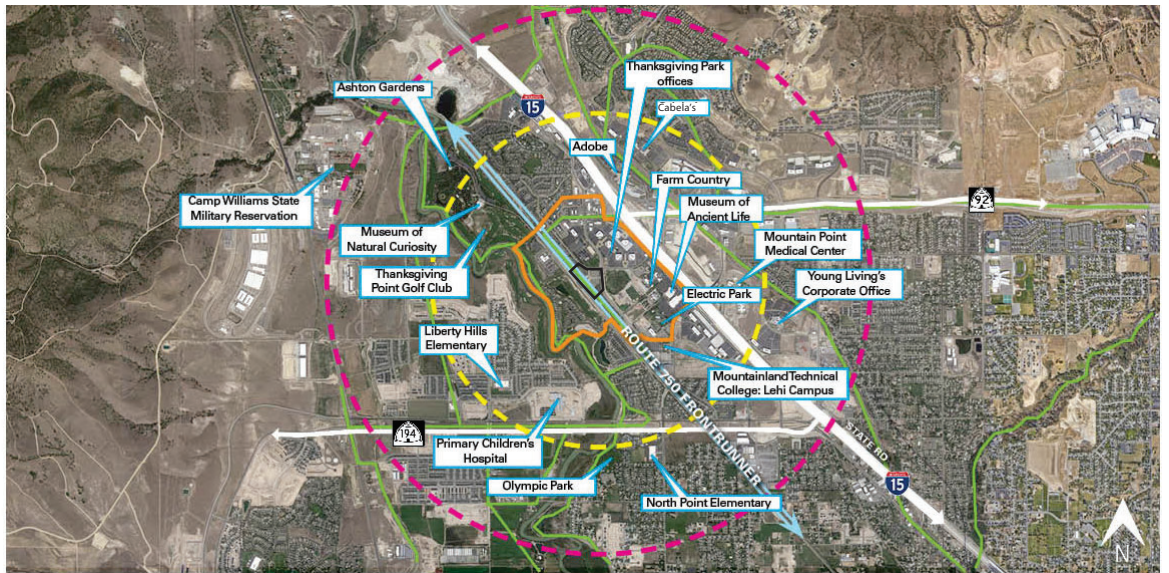 Thanksgiving Park
offices
Ashton Gardens
INTERSTATE
15
Cabela's
Adobe
Farm Country
Camp Williams State
Military Reservation
Museum of
Ancient Life
92
Museum of
Natural Curiosity
Mountain Point
Medical Center
Thanksgiving
Point Golf Club
Young Living's
Corporate Office
Electric Park
Liberty Hills
Elementary
ROUTE 750 FRONTRUNNER
Mountainland Technical
College: Lehi Campus
194
Primary Children's
Hospital
STATE RD
Olympic Park
North Point Elementary
INTERSTATE
15
N